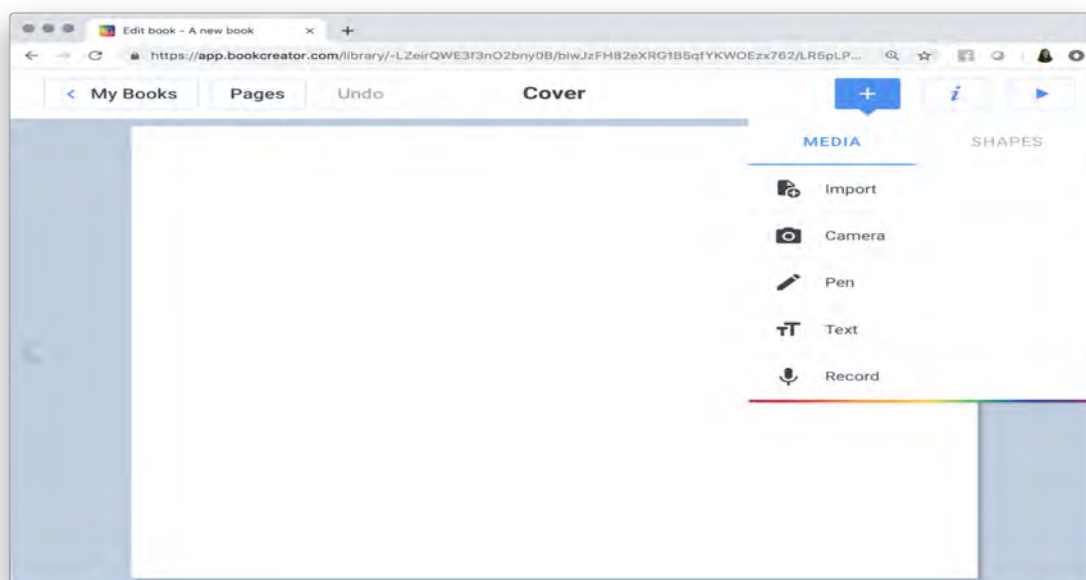 Edit book - A new book
https://app.bookcreator.com/library/-LZeirQWE3f3nO2bny0B/biwJzFH82eXRG1B5qfYKWOEzx762/LR5pLP...
< My Books Pages Undo Cover + i
MEDIA SHAPES
Import
Camera
Pen
Text
Record